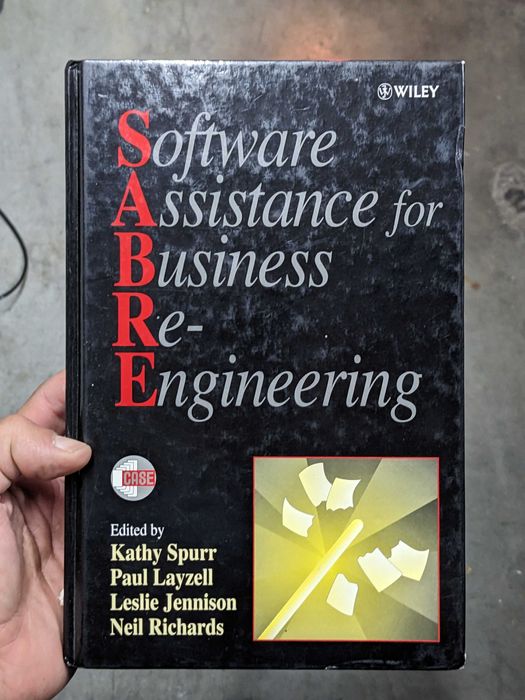 WILEY
Software
Assistance for
Business
Re-
Engineering
CASE
Edited by
Kathy Spurr
Paul Layzell
Leslie Jennison
Neil Richards